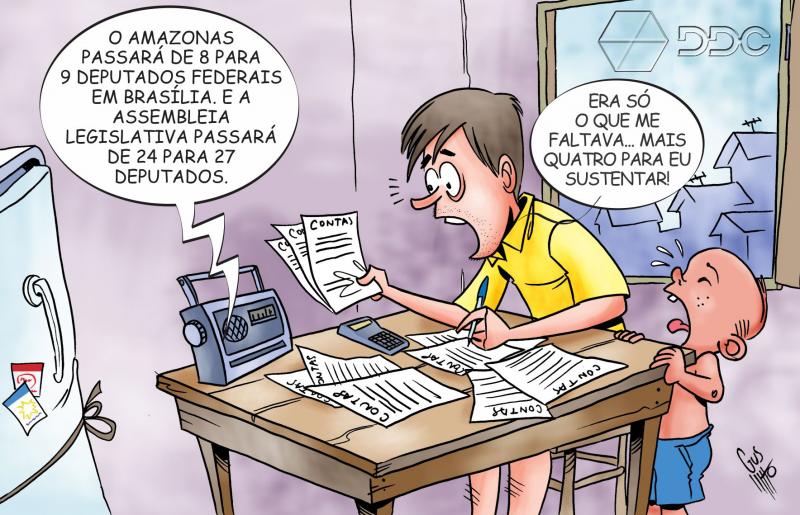 O AMAZONAS
PASSARÁ DE 8 PARA
9 DEPUTADOS FEDERAIS
EM BRASÍLIA. E A
ASSEMBLEIA
LEGISLATIVA PASSARÁ
DE 24 PARA 27
DEPUTADOS.
DDC
ERA SÓ
O QUE ME
FALTAVA... MAIS
QUATRO PARA EU
SUSTENTAR!
CONTAS
CONTAS
CONTAS
CONTAS
CONTAS